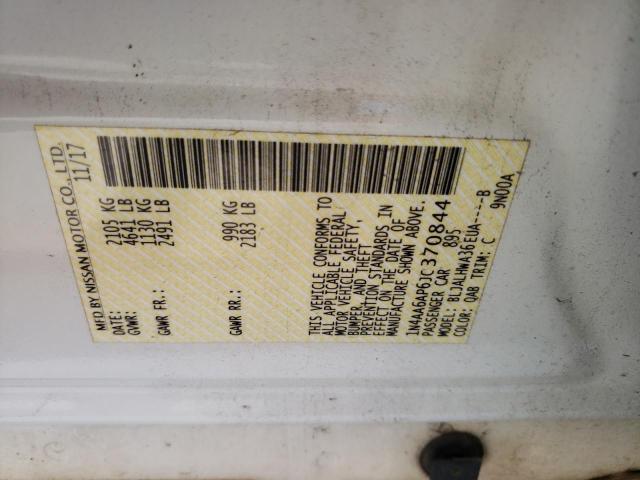 MFD BY NISSAN MOTOR CO., LTD.
DATE: 11/17
GVWR: 2105 KG
4641 LB
GAWR FR.: 1130 KG
2491 LB
GAWR RR.: 990 KG
2183 LB
THIS VEHICLE CONFORMS TO
ALL APPLICABLE FEDERAL
MOTOR VEHICLE SAFETY,
BUMPER, AND THEFT
PREVENTION STANDARDS IN
EFFECT ON THE DATE OF
MANUFACTURE SHOWN ABOVE.
1N4AA6AP6JC370844
PASSENGER CAR 895
MODEL: BLJALHWA36EUA----B
COLOR: QAB TRIM: C 9N00A